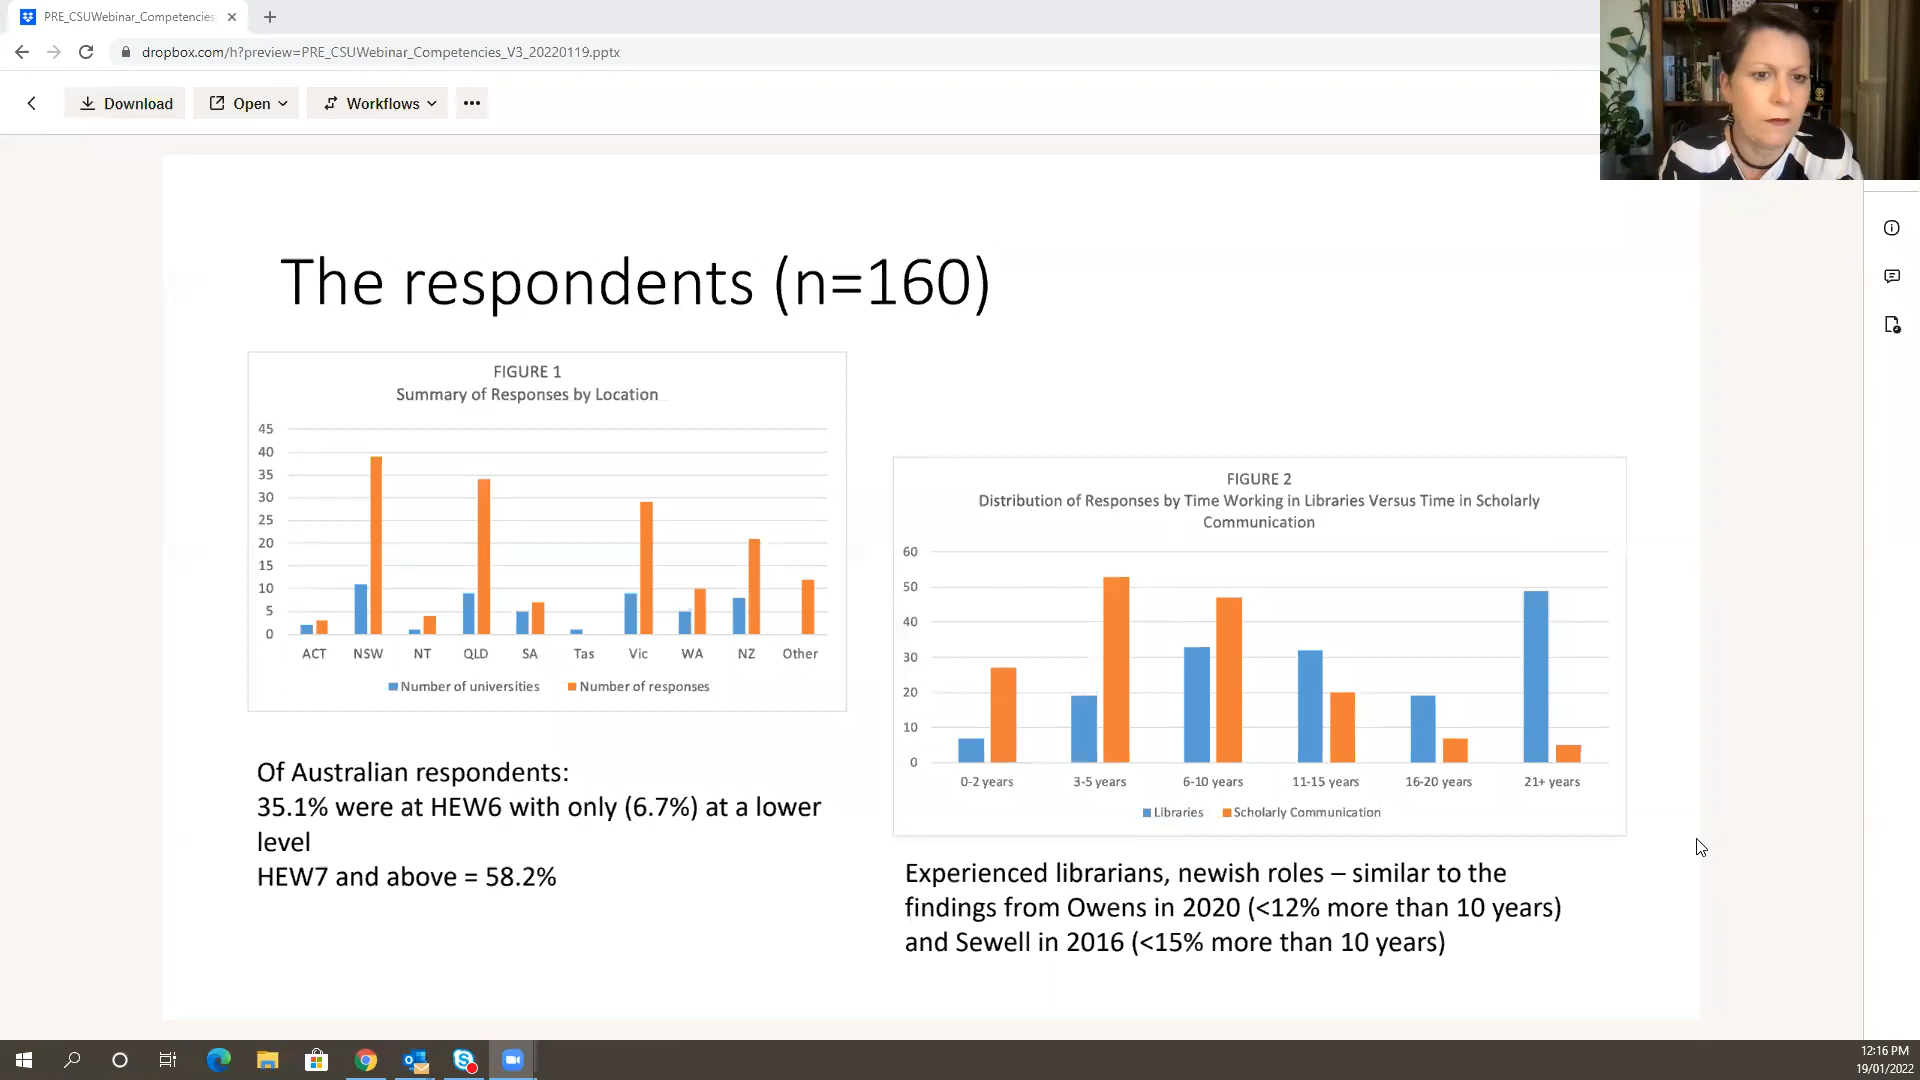 PRE_CSUWebinar_Competencies
dropbox.com/h?preview=PRE_CSUWebinar_Competencies_V3_20220119.pptx
Download
Open
Workflows
The respondents (n=160)
FIGURE 1
Summary of Responses by Location
45
40
35
30
25
20
15
10
5
0
ACT NSW NT QLD SA Tas Vic WA NZ Other
Number of universities Number of responses
Of Australian respondents:
35.1% were at HEW6 with only (6.7%) at a lower
level
HEW7 and above = 58.2%
FIGURE 2
Distribution of Responses by Time Working in Libraries Versus Time in Scholarly
Communication
60
50
40
30
20
10
0
0-2 years 3-5 years 6-10 years 11-15 years 16-20 years 21+ years
Libraries Scholarly Communication
Experienced librarians, newish roles – similar to the
findings from Owens in 2020 (<12% more than 10 years)
and Sewell in 2016 (<15% more than 10 years)
12:16 PM
19/01/2022